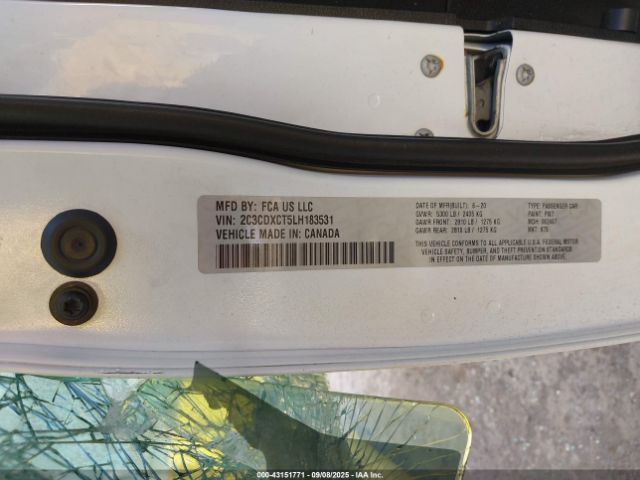 MFD BY: FCA US LLC
VIN: 2C3CDXCT5LH183531
VEHICLE MADE IN: CANADA
DATE OF MFR(BUILT): 6-20
GVWR: 5300 LB / 2405 KG
GAWR FRONT: 2810 LB / 1275 KG
GAWR REAR: 2810 LB / 1275 KG
TYPE: PASSENGER CAR
PAINT: PW7
MDH:
THIS VEHICLE CONFORMS TO ALL APPLICABLE U.S.A. FEDERAL MOTOR
VEHICLE SAFETY, BUMPER, AND THEFT PREVENTION STANDARDS
IN EFFECT ON THE DATE OF MANUFACTURE SHOWN ABOVE.
000-43151771 - 09/08/2025 - IAA Inc.